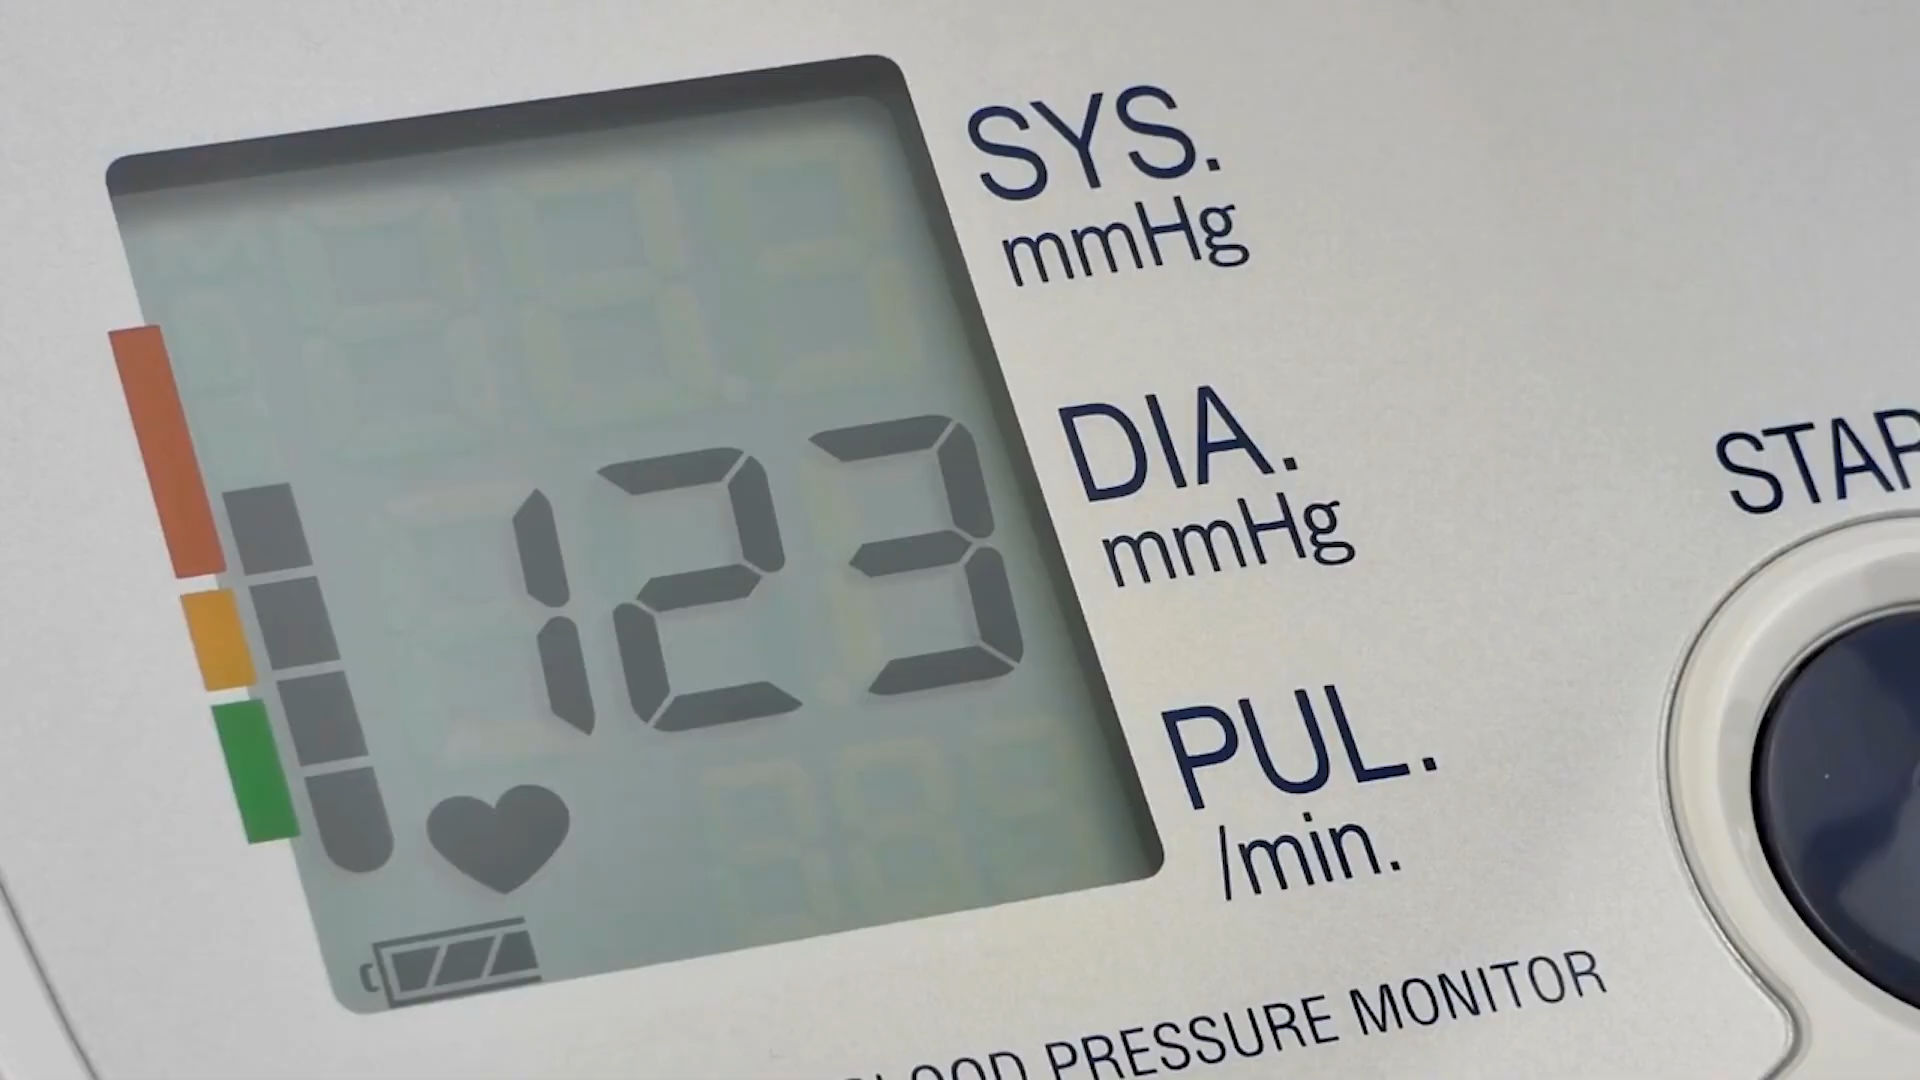 SYS.
mmHg
123
DIA.
mmHg
PUL.
/min.
STAR
BLOOD PRESSURE MONITOR